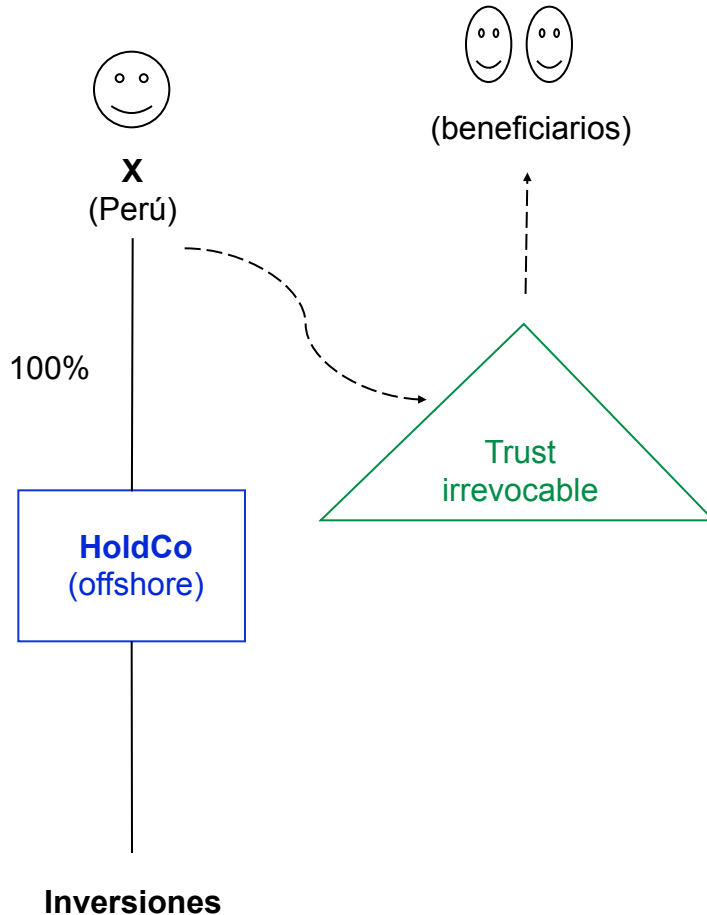 X
(Perú)
(beneficiarios)
100%
Trust
irrevocable
HoldCo
(offshore)
Inversiones